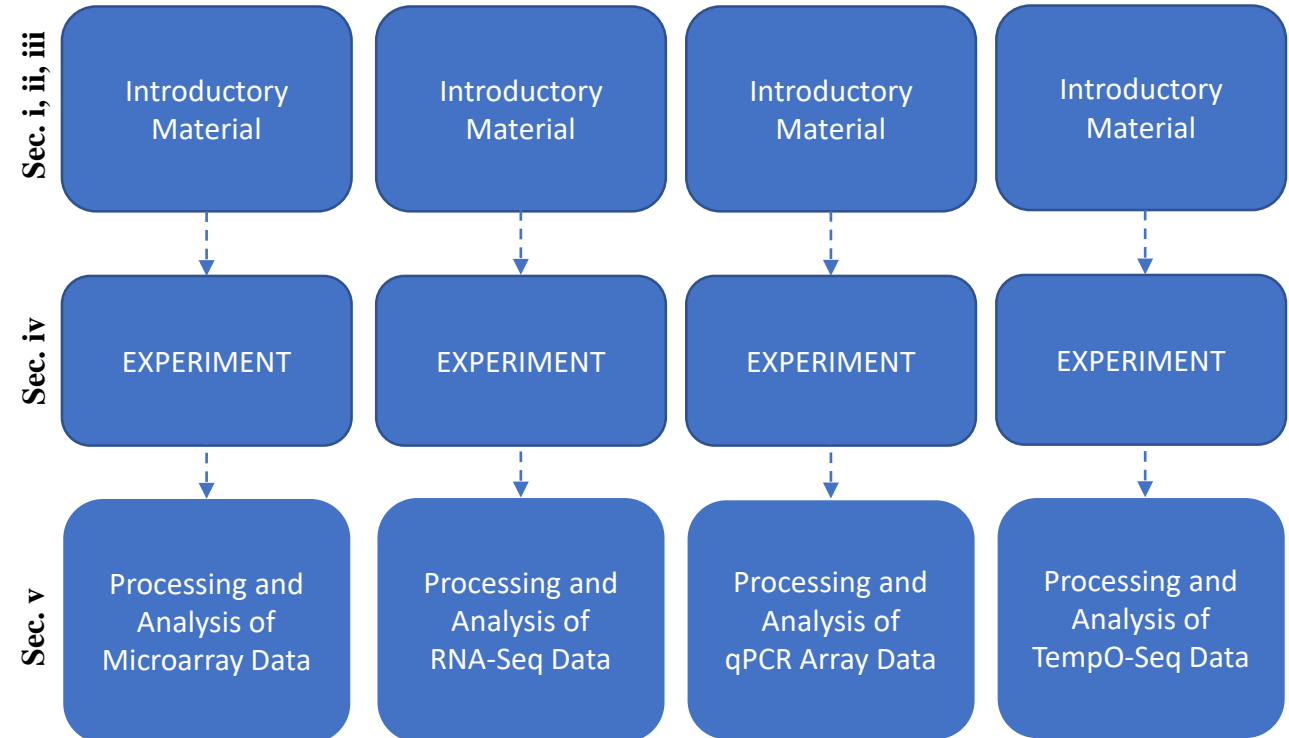 Sec. i, ii, iii
Introductory
Material
Introductory
Material
Introductory
Material
Introductory
Material
Sec. iv
EXPERIMENT
EXPERIMENT
EXPERIMENT
EXPERIMENT
Sec. v
Processing and
Analysis of
Microarray Data
Processing and
Analysis of
RNA-Seq Data
Processing and
Analysis of
qPCR Array Data
Processing and
Analysis of
TempO-Seq Data